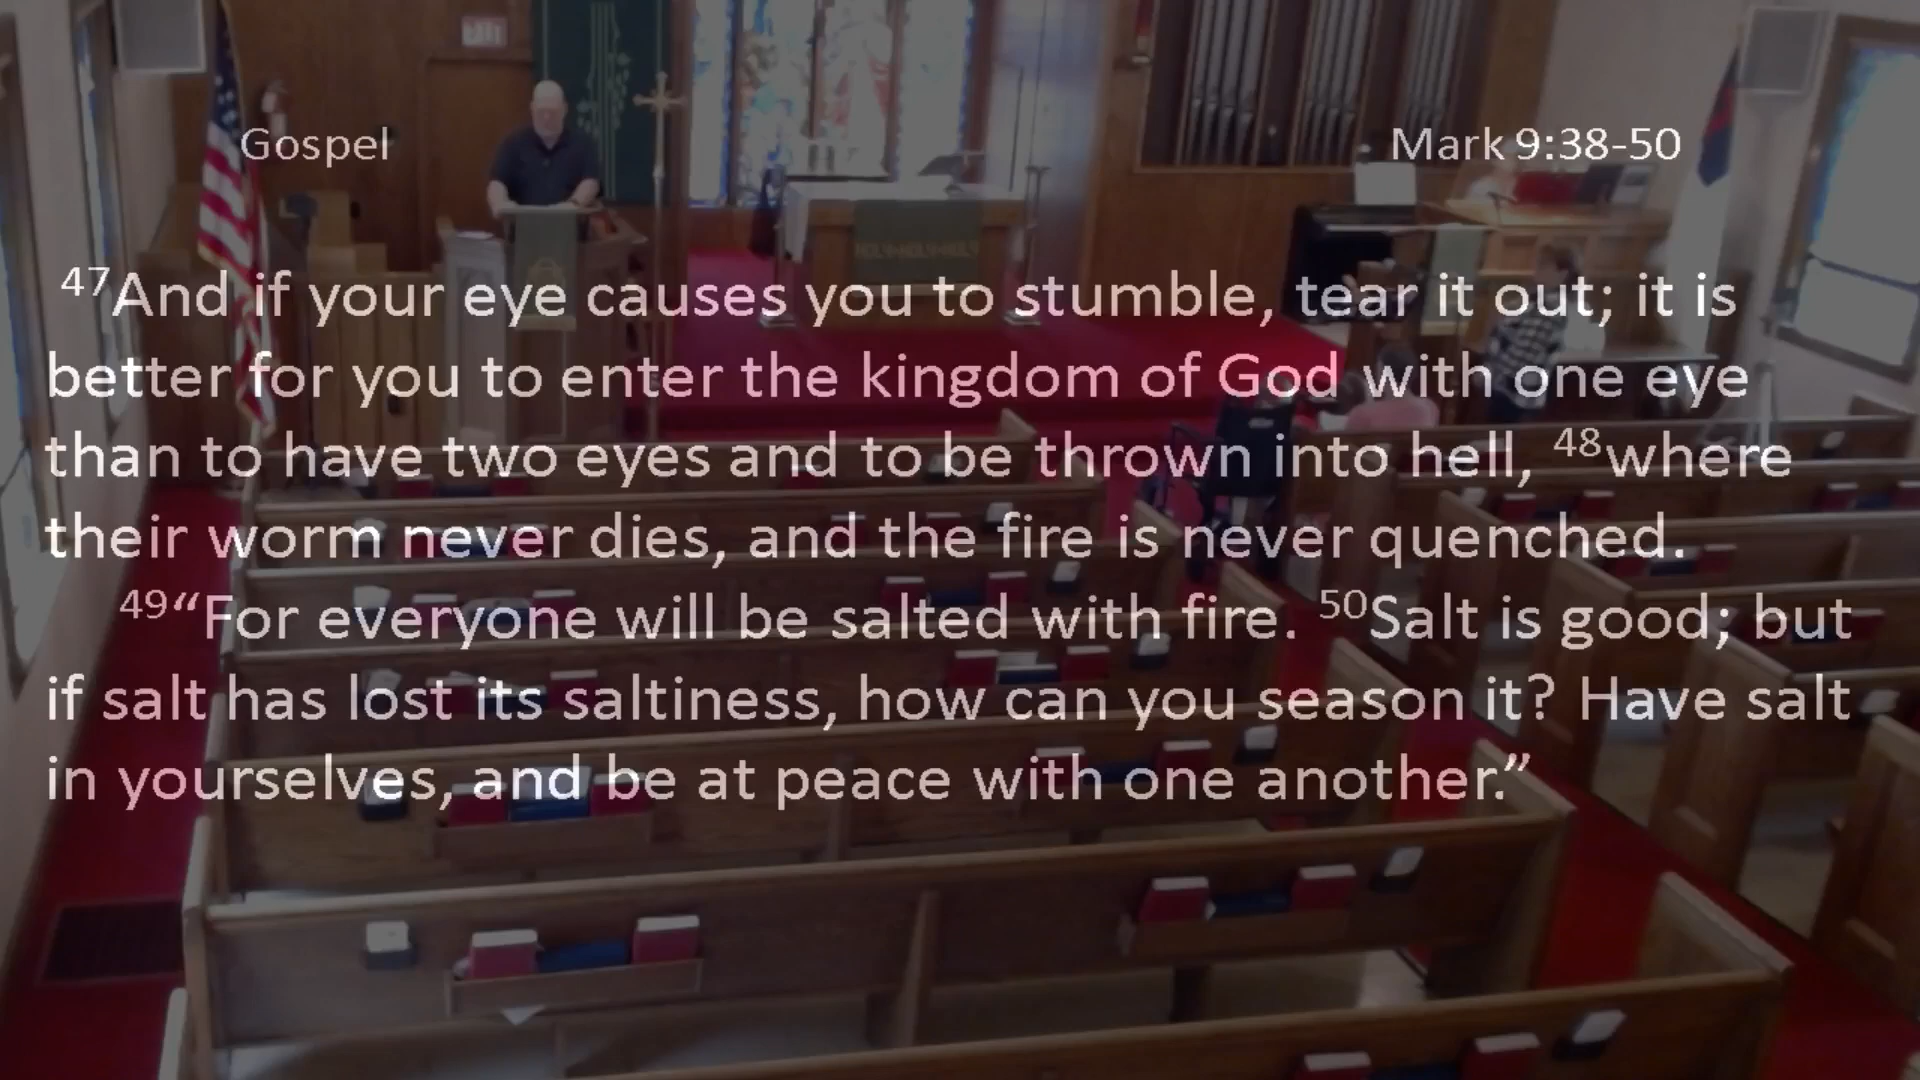 Gospel Mark 9:38-50
47And if your eye causes you to stumble, tear it out; it is
better for you to enter the kingdom of God with one eye
than to have two eyes and to be thrown into hell, 48where
their worm never dies, and the fire is never quenched.
49“For everyone will be salted with fire. 50Salt is good; but
if salt has lost its saltiness, how can you season it? Have salt
in yourselves, and be at peace with one another.”
HOLY HOLY HOLY